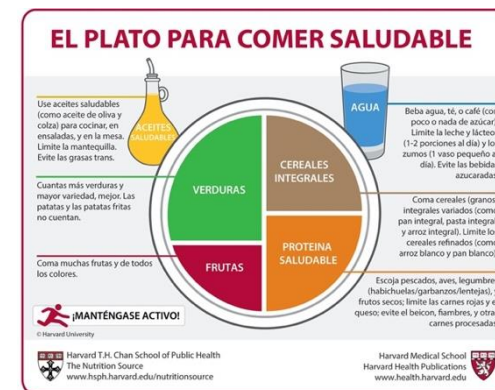 EL PLATO PARA COMER SALUDABLE
Use aceites saludables
(como aceite de oliva y
colza) para cocinar, en
ensaladas, y en la mesa.
Limite la mantequilla.
Evite las grasas trans.
ACEITES
SALUDABLES
AGUA
Beba agua, té, o café (con
poco o nada de azúcar).
Limite la leche y lácteos
(1-2 porciones al día) y los
zumos (1 vaso pequeño al
día). Evite las bebidas
azucaradas
Cuantas más verduras y
mayor variedad, mejor. Las
patatas y las patatas fritas
no cuentan.
VERDURAS
CEREALES
INTEGRALES
Coma cereales (granos)
integrales variados (como
pan integral, pasta integral
y arroz integral). Limite los
cereales refinados (como
arroz blanco y pan blanco)
Coma muchas frutas y de todos
los colores.
FRUTAS
PROTEINA
SALUDABLE
Escoja pescados, aves, legumbres
(habichuelas/garbanzos/lentejas), y
frutos secos; limite las carnes rojas y el
queso; evite el beicon, fiambres, y otras
carnes procesadas
¡MANTÉNGASE ACTIVO!
© Harvard University
Harvard T.H. Chan School of Public Health
The Nutrition Source
www.hsph.harvard.edu/nutritionsource
Harvard Medical School
Harvard Health Publications
www.health.harvard.edu